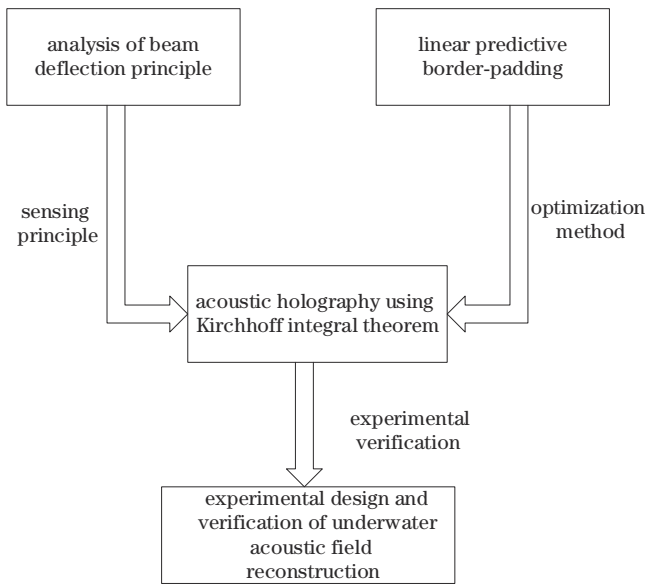 analysis of beam
deflection principle
linear predictive
border-padding
sensing
principle
optimization
method
acoustic holography using
Kirchhoff integral theorem
experimental
verification
experimental design and
verification of underwater
acoustic field
reconstruction